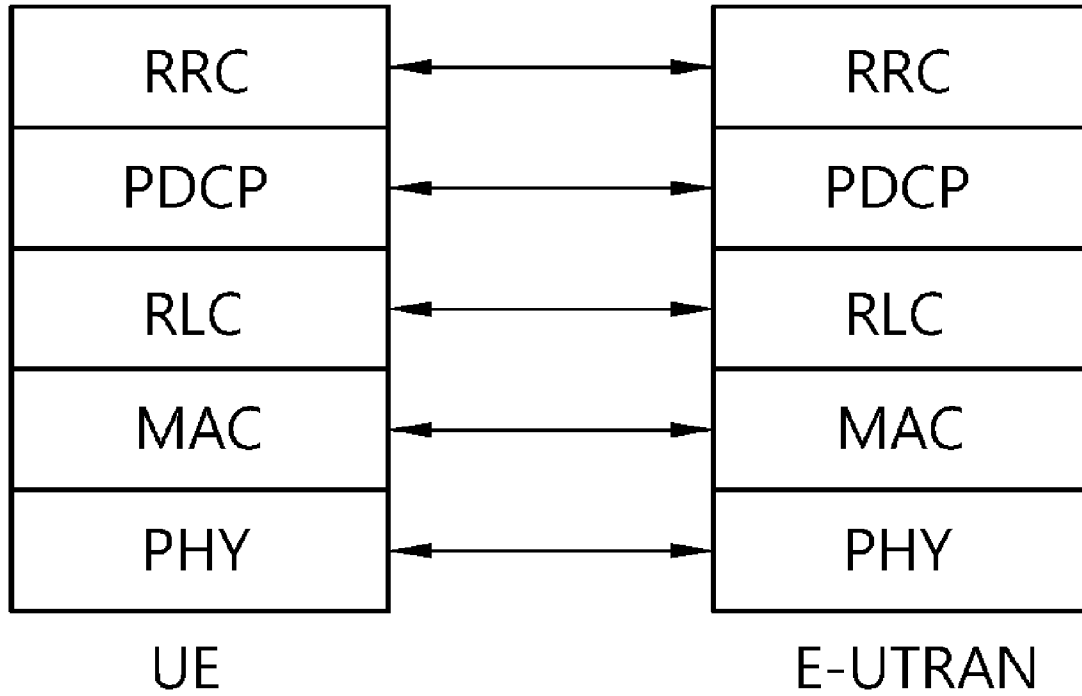 RRC RRC
PDCP PDCP
RLC RLC
MAC MAC
PHY PHY
UE E-UTRAN